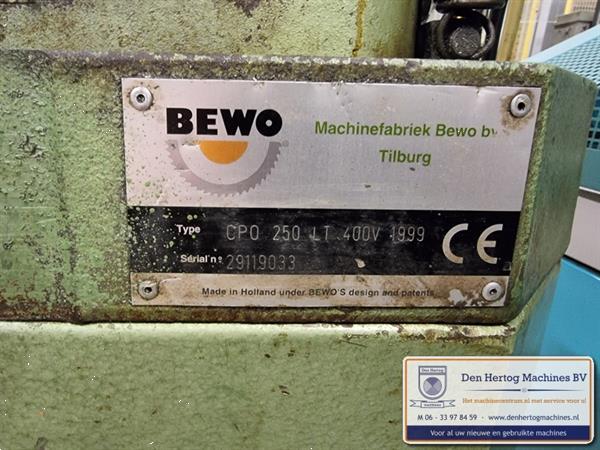 BEWO
Machinefabriek Bewo bv
Tilburg
Type CPO 250 LT 400V 1999
Serial nº 29119033
CE
Made in Holland under BEWO'S design and patents
Den Hertog Machines BV
Het machinecentrum.nl met service voor u!
M 06 - 33 97 84 59 - www.denhertogmachines.nl
Voor al uw nieuwe en gebruikte machines